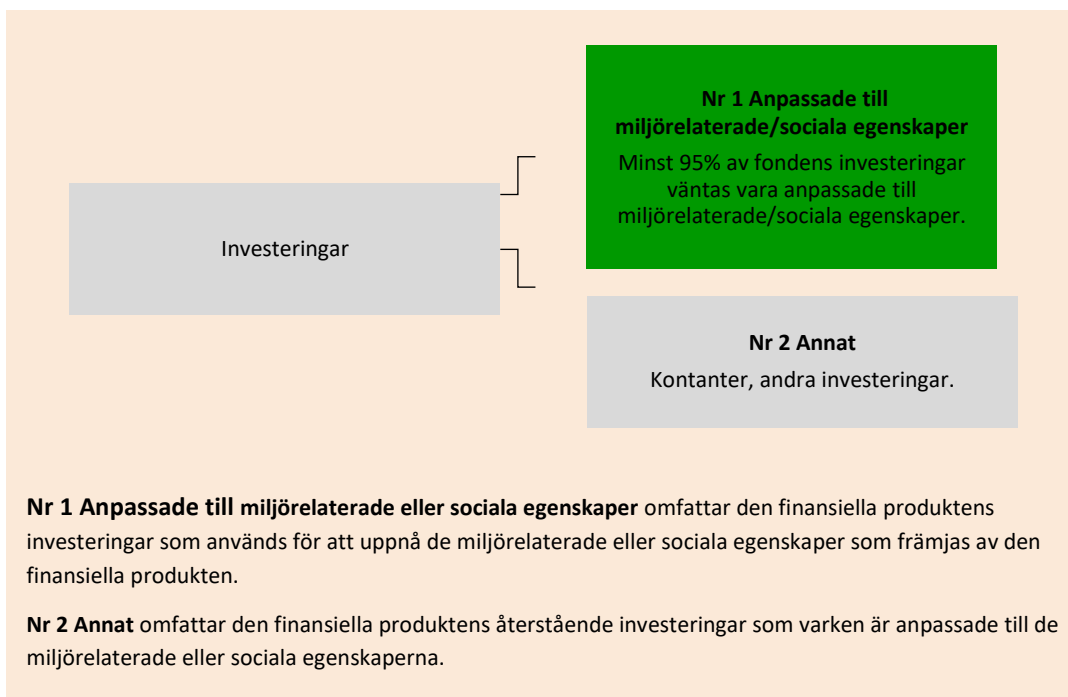 Nr 1 Anpassade till
miljörelaterade/sociala egenskaper
Minst 95% av fondens investeringar
väntas vara anpassade till
miljörelaterade/sociala egenskaper.
Investeringar
Nr 2 Annat
Kontanter, andra investeringar.
Nr 1 Anpassade till miljörelaterade eller sociala egenskaper omfattar den finansiella produktens
investeringar som används för att uppnå de miljörelaterade eller sociala egenskaper som främjas av den
finansiella produkten.
Nr 2 Annat omfattar den finansiella produktens återstående investeringar som varken är anpassade till de
miljörelaterade eller sociala egenskaperna.